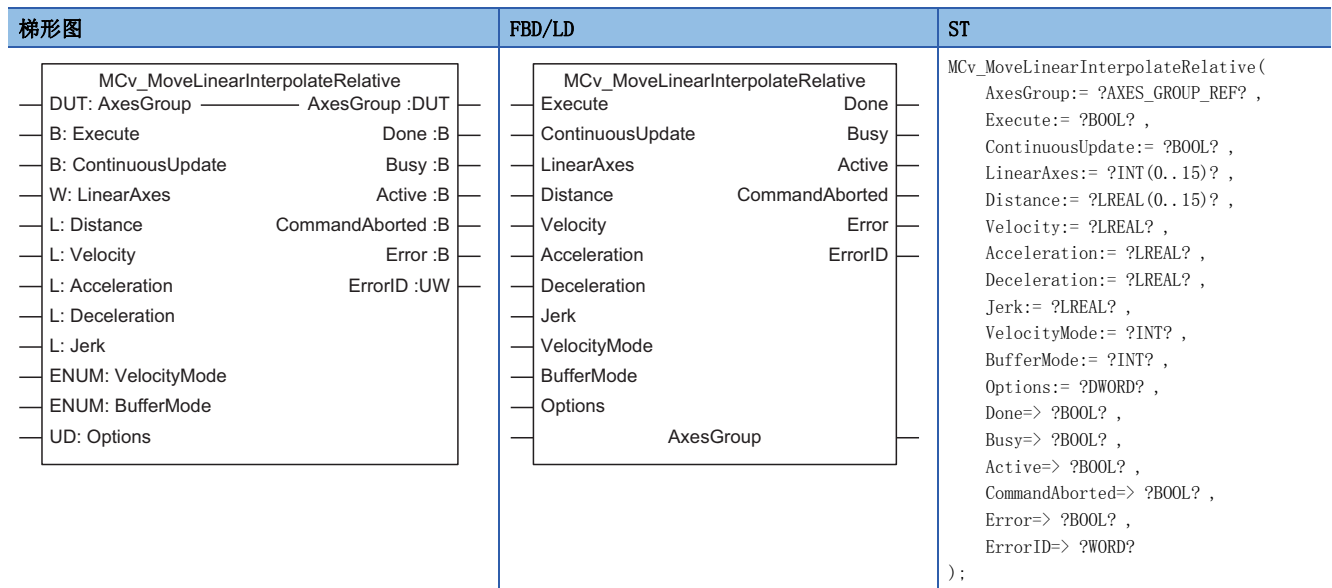 梯形图
FBD/LD
ST
MCv_MoveLinearInterpolateRelative
DUT: AxesGroup
AxesGroup :DUT
B: Execute
Done :B
B: ContinuousUpdate
Busy :B
W: LinearAxes
Active :B
L: Distance
CommandAborted :B
L: Velocity
Error :B
L: Acceleration
ErrorID :UW
L: Deceleration
L: Jerk
ENUM: VelocityMode
ENUM: BufferMode
UD: Options
MCv_MoveLinearInterpolateRelative
Execute
Done
ContinuousUpdate
Busy
LinearAxes
Active
Distance
CommandAborted
Velocity
Error
Acceleration
ErrorID
Deceleration
Jerk
VelocityMode
BufferMode
Options
AxesGroup
MCv_MoveLinearInterpolateRelative(
AxesGroup:= ?AXES_GROUP_REF? ,
Execute:= ?BOOL? ,
ContinuousUpdate:= ?BOOL? ,
LinearAxes:= ?INT(0..15)? ,
Distance:= ?LREAL(0..15)? ,
Velocity:= ?LREAL? ,
Acceleration:= ?LREAL? ,
Deceleration:= ?LREAL? ,
Jerk:= ?LREAL? ,
VelocityMode:= ?INT? ,
BufferMode:= ?INT? ,
Options:= ?DWORD? ,
Done=> ?BOOL? ,
Busy=> ?BOOL? ,
Active=> ?BOOL? ,
CommandAborted=> ?BOOL? ,
Error=> ?BOOL? ,
ErrorID=> ?WORD?
);